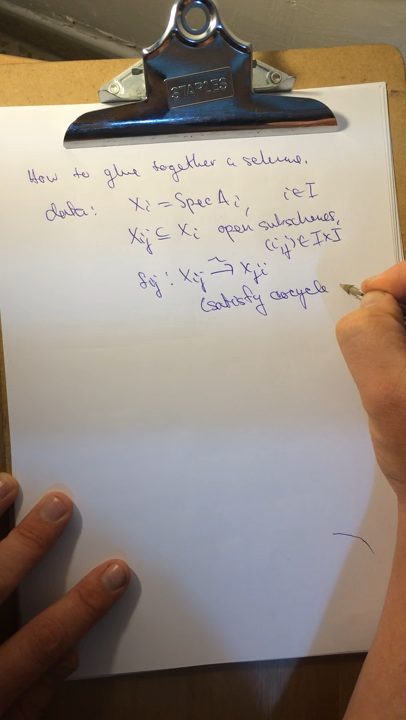 STAPLES
How to glue together a scheme.
data: Xi = Spec Ai, i∈I
Xij ⊆ Xi open subschemes,
(i,j)∈I×I
fij : Xij ~→ Xji
(satisfy cocycle